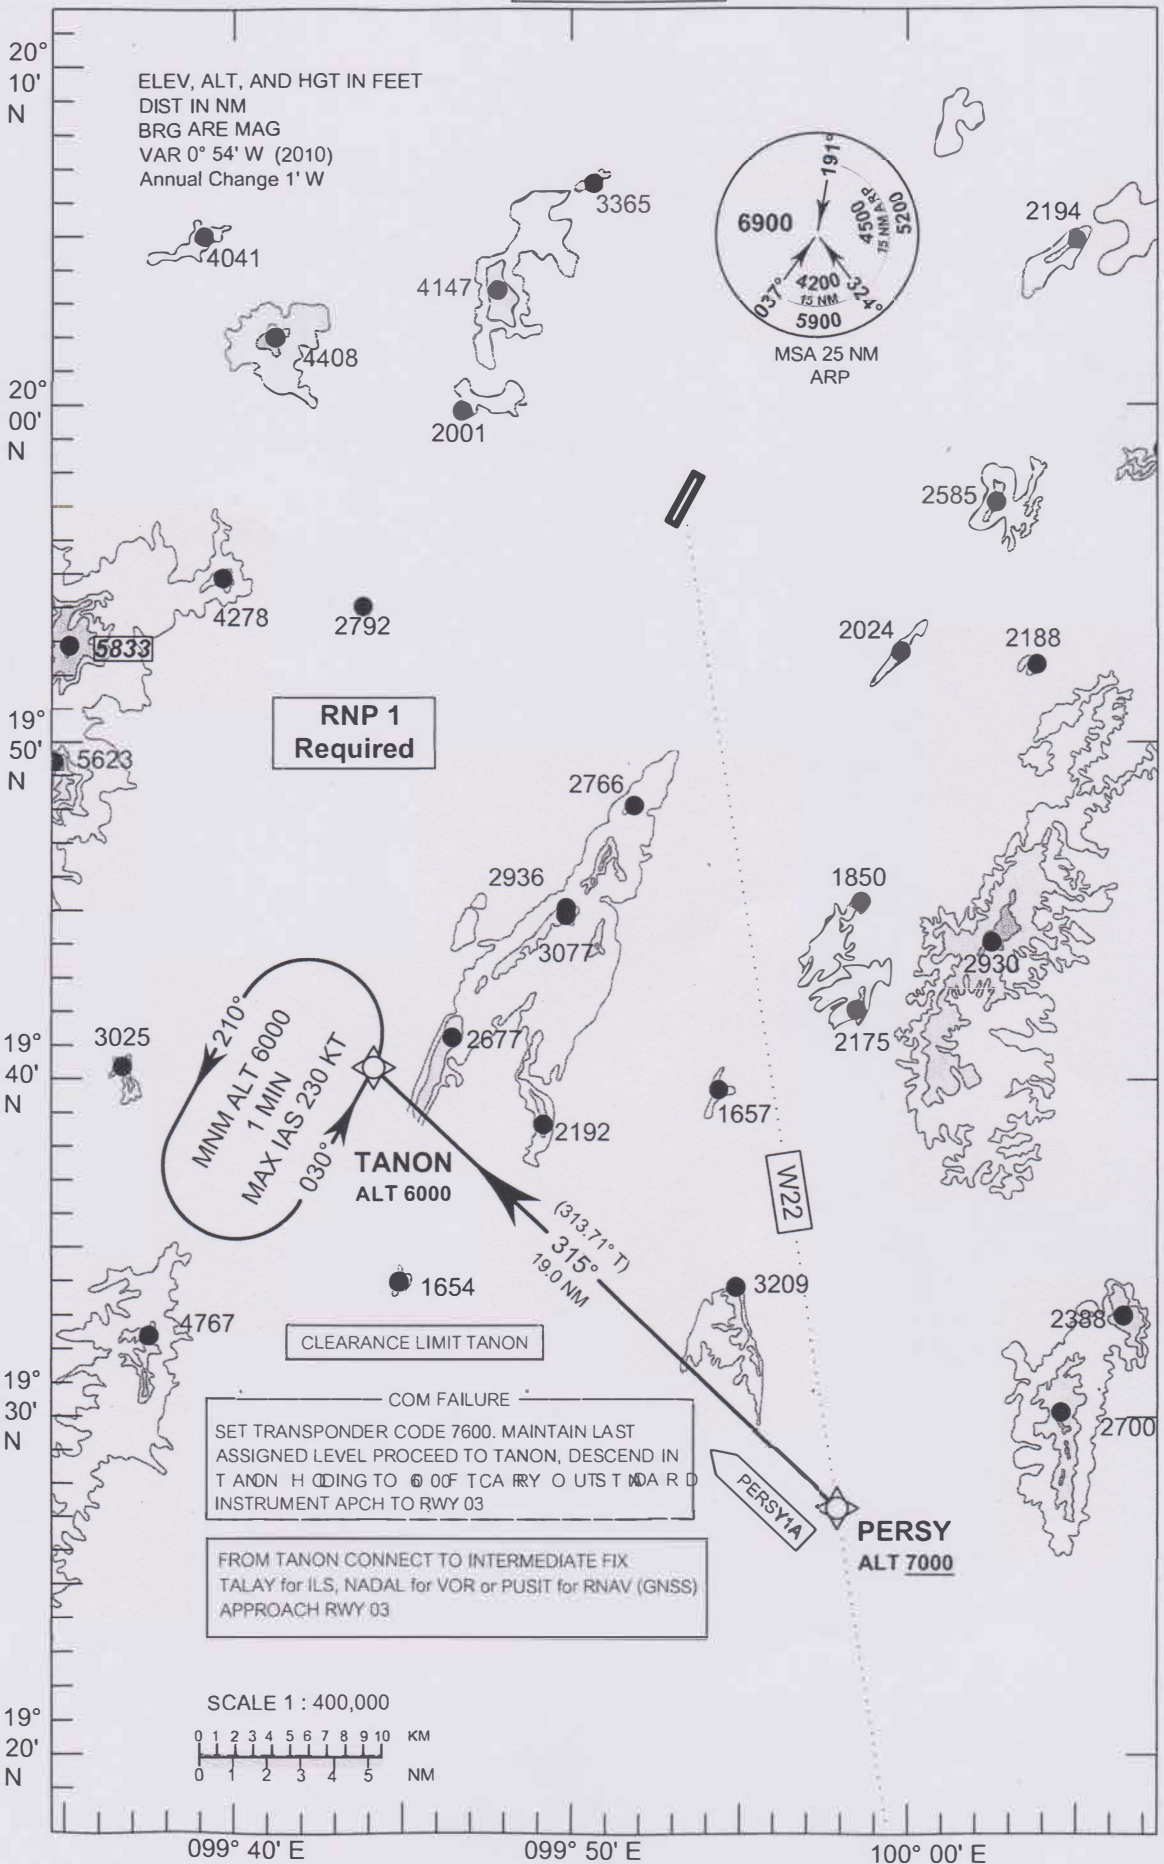 20°
10'
N
ELEV, ALT, AND HGT IN FEET
DIST IN NM
BRG ARE MAG
VAR 0° 54' W (2010)
Annual Change 1' W
3365
4041
4147
4408
2001
191°
6900
4500
15 NM ARP
5200
037°
4200
15 NM
324°
5900
MSA 25 NM
ARP
2194
20°
00'
N
2585
4278
2792
5833
2024
2188
RNP 1
Required
19°
50'
N
5623
2766
2936
3077
1850
2930
2175
2677
2192
1657
3025
19°
40'
N
210°
MNM ALT 6000
1 MIN
MAX IAS 230 KT
030°
TANON
ALT 6000
W22
(313.71° T)
315°
19.0 NM
1654
3209
4767
2388
2700
CLEARANCE LIMIT TANON
19°
30'
N
COM FAILURE
SET TRANSPONDER CODE 7600. MAINTAIN LAST
ASSIGNED LEVEL PROCEED TO TANON, DESCEND IN
T ANON H ODING TO 6 00F TCA RRY O UTS T NDA R D
INSTRUMENT APCH TO RWY 03
PERSY1A
PERSY
ALT 7000
FROM TANON CONNECT TO INTERMEDIATE FIX
TALAY for ILS, NADAL for VOR or PUSIT for RNAV (GNSS)
APPROACH RWY 03
SCALE 1 : 400,000
0 1 2 3 4 5 6 7 8 9 10 KM
0 1 2 3 4 5 NM
19°
20'
N
099° 40' E
099° 50' E
100° 00' E